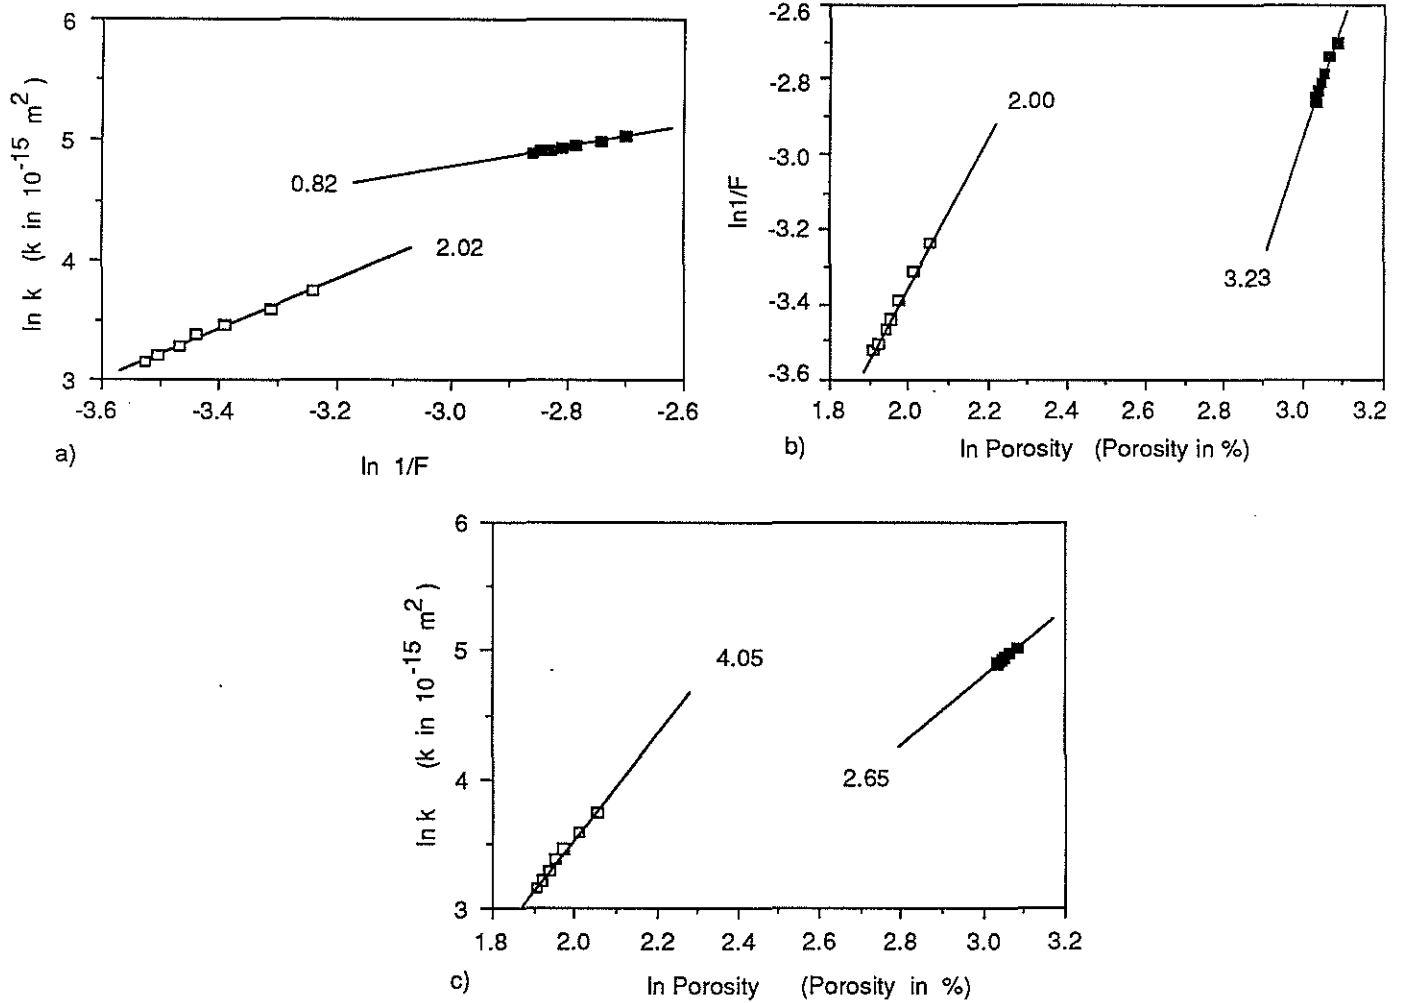 6
5
4
3
ln k (k in 10-15 m2)
0.82
2.02
-3.6 -3.4 -3.2 -3.0 -2.8 -2.6
a)
ln 1/F
-2.6
-2.8
-3.0
-3.2
-3.4
-3.6
ln1/F
2.00
3.23
1.8 2.0 2.2 2.4 2.6 2.8 3.0 3.2
b)
ln Porosity (Porosity in %)
6
5
4
3
ln k (k in 10-15 m2)
4.05
2.65
1.8 2.0 2.2 2.4 2.6 2.8 3.0 3.2
c)
ln Porosity (Porosity in %)